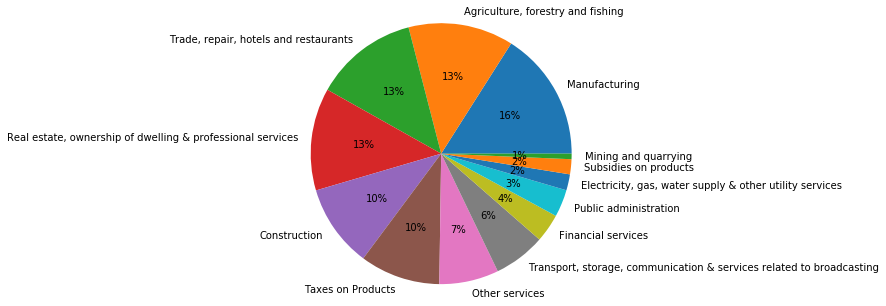 Agriculture, forestry and fishing
Trade, repair, hotels and restaurants
Manufacturing
Real estate, ownership of dwelling & professional services
Construction
Taxes on Products
Other services
Transport, storage, communication & services related to broadcasting
Financial services
Public administration
Electricity, gas, water supply & other utility services
Subsidies on products
Mining and quarrying
13%
16%
13%
13%
10%
10%
7%
6%
4%
3%
2%
2%
1%